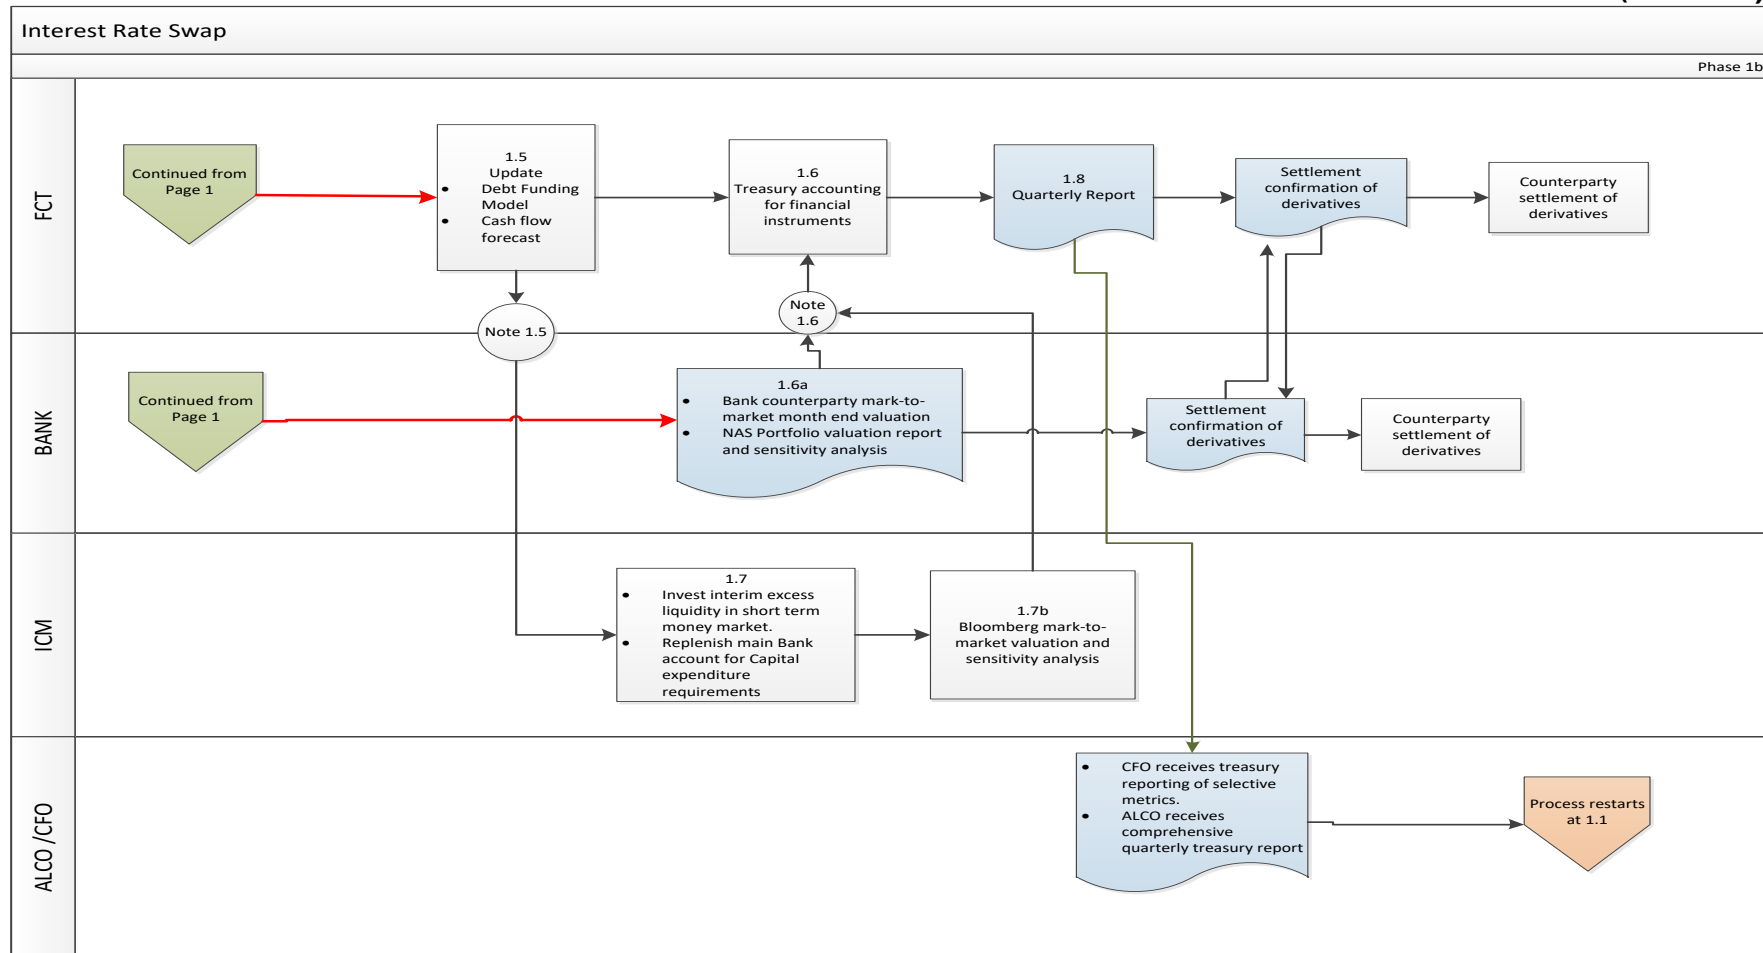 Interest Rate Swap
Phase 1b
FCT
Continued from
Page 1
1.5
Update
• Debt Funding
Model
• Cash flow
forecast
1.6
Treasury accounting
for financial
instruments
1.8
Quarterly Report
Settlement
confirmation of
derivatives
Counterparty
settlement of
derivatives
Note 1.5
Note
1.6
BANK
Continued from
Page 1
1.6a
• Bank counterparty mark-to-
market month end valuation
• NAS Portfolio valuation report
and sensitivity analysis
Settlement
confirmation of
derivatives
Counterparty
settlement of
derivatives
ICM
1.7
• Invest interim excess
liquidity in short term
money market.
• Replenish main Bank
account for Capital
expenditure
requirements
1.7b
Bloomberg mark-to-
market valuation and
sensitivity analysis
ALCO /CFO
• CFO receives treasury
reporting of selective
metrics.
• ALCO receives
comprehensive
quarterly treasury report
Process restarts
at 1.1